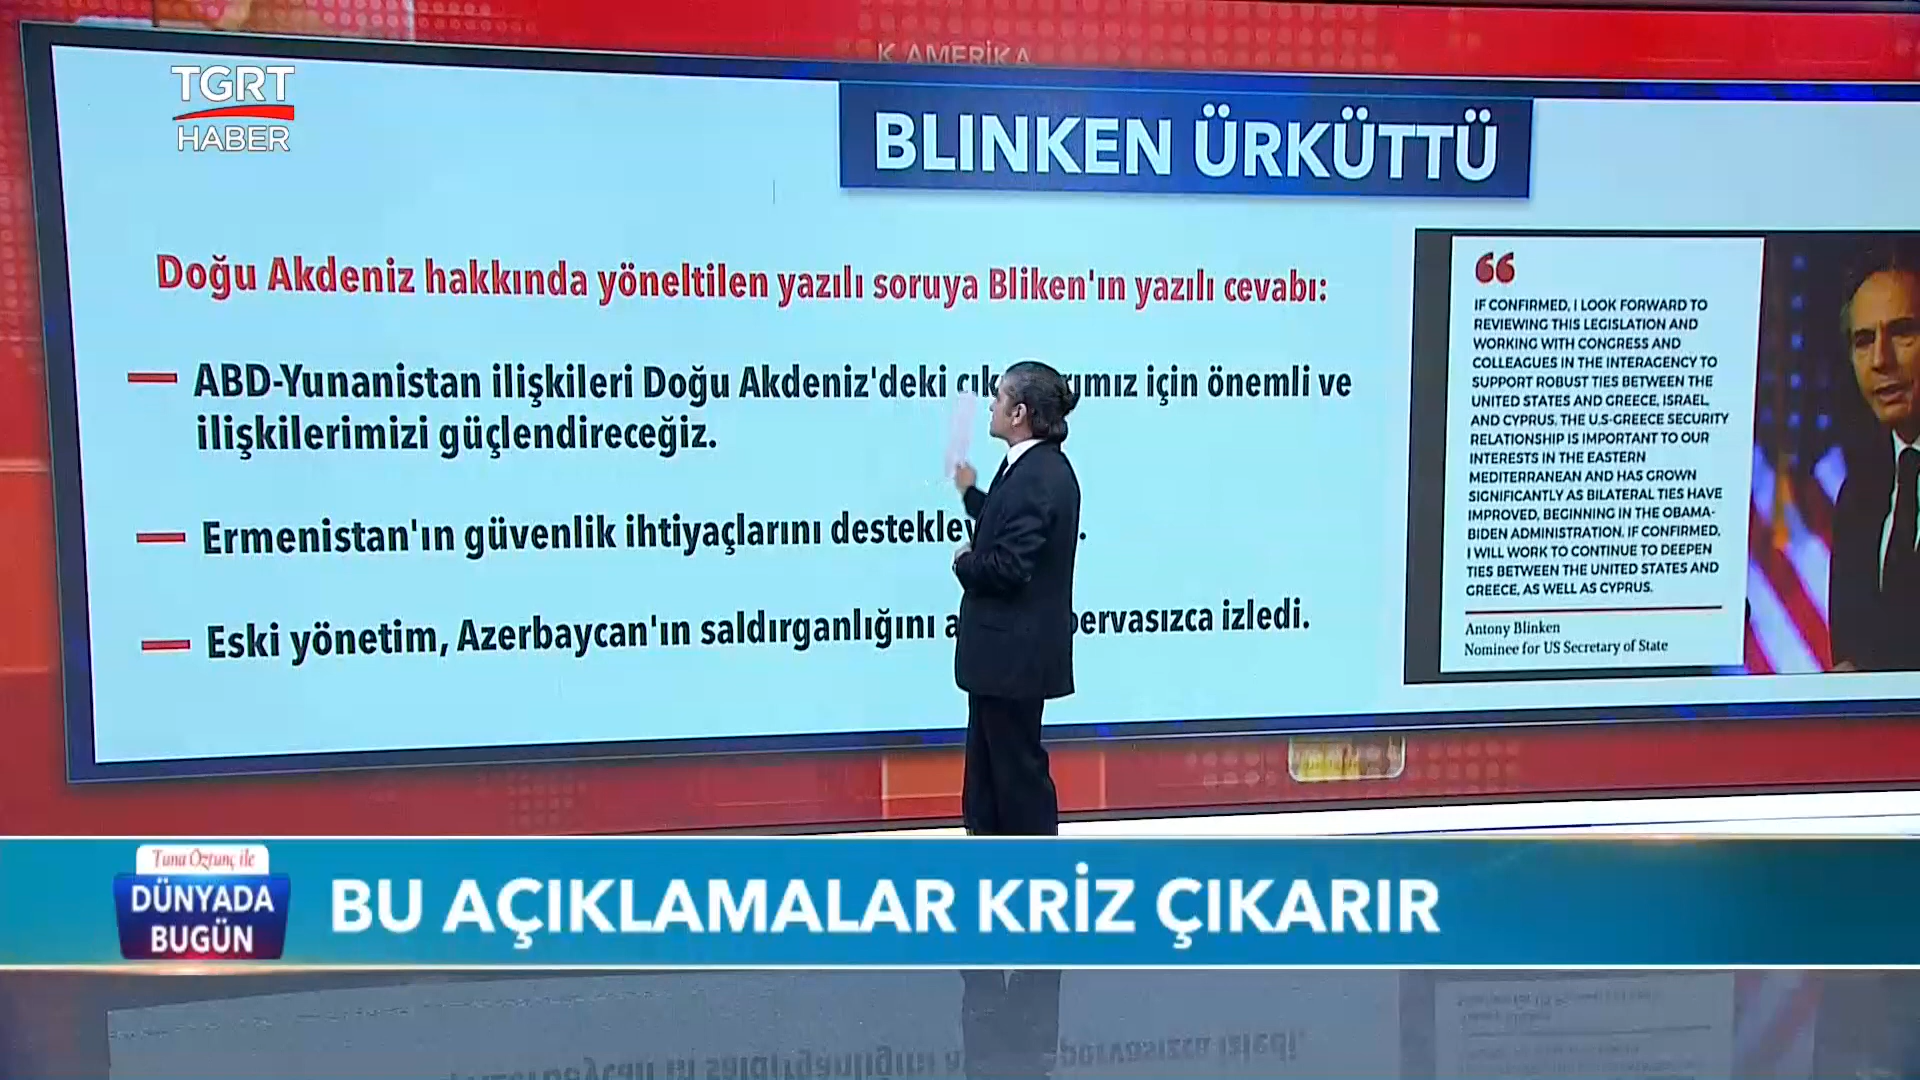 K AMERİKA
TGRT
HABER
BLINKEN ÜRKÜTTÜ
Doğu Akdeniz hakkında yöneltilen yazılı soruya Bliken'ın yazılı cevabı:
ABD-Yunanistan ilişkileri Doğu Akdeniz'deki için önemli ve
ilişkilerimizi güçlendireceğiz.
Ermenistan'ın güvenlik ihtiyaçlarını
Eski yönetim, Azerbaycan'ın saldırganlığını izledi.
IF CONFIRMED, I LOOK FORWARD TO
REVIEWING THIS LEGISLATION AND
WORKING WITH CONGRESS AND
COLLEAGUES IN THE INTERAGENCY TO
SUPPORT ROBUST TIES BETWEEN THE
UNITED STATES AND GREECE, ISRAEL,
AND CYPRUS. THE U.S-GREECE SECURITY
RELATIONSHIP IS IMPORTANT TO OUR
INTERESTS IN THE EASTERN
MEDITERRANEAN AND HAS GROWN
SIGNIFICANTLY AS BILATERAL TIES HAVE
IMPROVED, BEGINNING IN THE OBAMA-
BIDEN ADMINISTRATION. IF CONFIRMED,
I WILL WORK TO CONTINUE TO DEEPEN
TIES BETWEEN THE UNITED STATES AND
GREECE, AS WELL AS CYPRUS.
Antony Blinken
Nominee for US Secretary of State
Tuna Öztunç ile
DÜNYADA
BUGÜN
BU AÇIKLAMALAR KRİZ ÇIKARIR